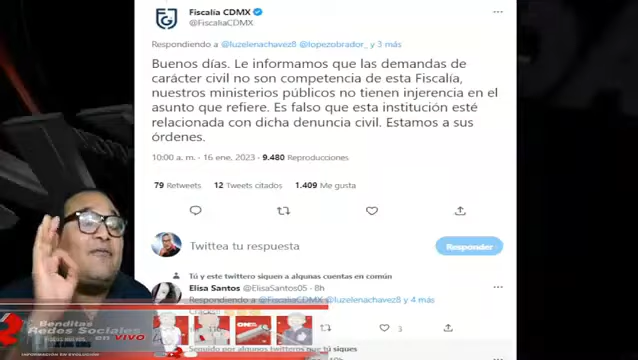 Fiscalía CDMX
@FiscaliaCDMX
Respondiendo a @luzelenachavez8 @lopezobrador_ y 3 más
Buenos días. Le informamos que las demandas de
carácter civil no son competencia de esta Fiscalía,
nuestros ministerios públicos no tienen injerencia en el
asunto que refiere. Es falso que esta institución esté
relacionada con dicha denuncia civil. Estamos a sus
órdenes.
10:00 a. m. · 16 ene, 2023 · 9.480 Reproducciones
79 Retweets 12 Tweets citados 1.409 Me gusta
Twittea tu respuesta
Responder
Tú y este twittero siguen a algunas cuentas en común
Elisa Santos @ElisaSantos05 · 8h
Respondiendo a @FiscaliaCDMX @luzelenachavez8 y 4 más
3
Benditas
Redes Sociales
en VIVO